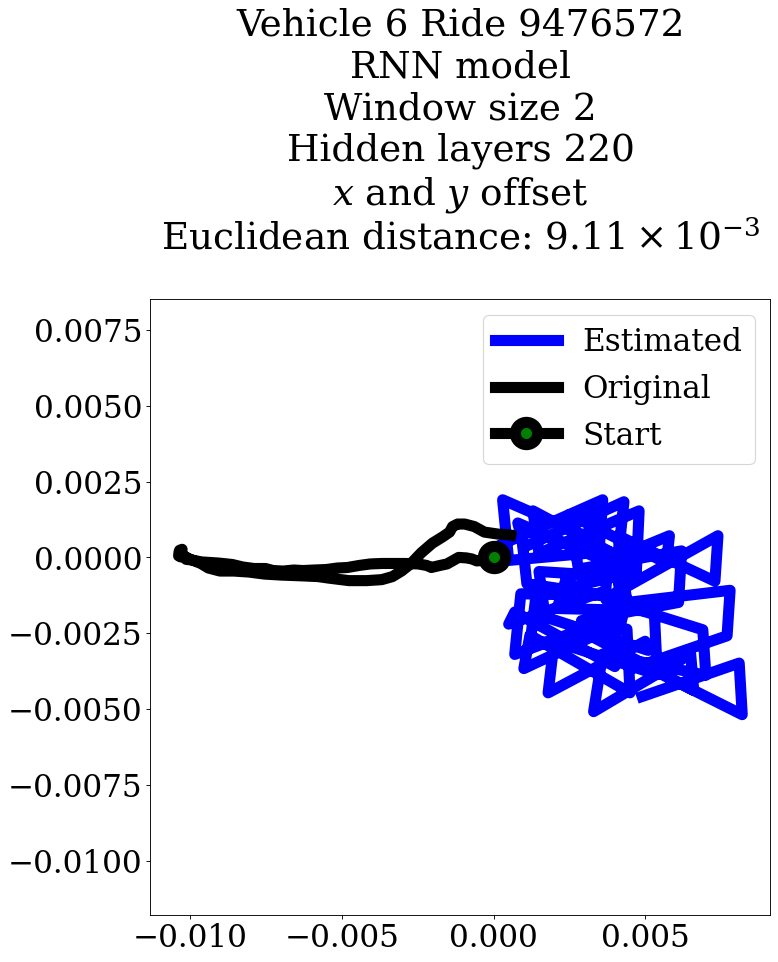 Vehicle 6 Ride 9476572
RNN model
Window size 2
Hidden layers 220
x and y offset
Euclidean distance: 9.11 × 10⁻³
Estimated
Original
Start
0.0075
0.0050
0.0025
0.0000
−0.0025
−0.0050
−0.0075
−0.0100
−0.010 −0.005 0.000 0.005